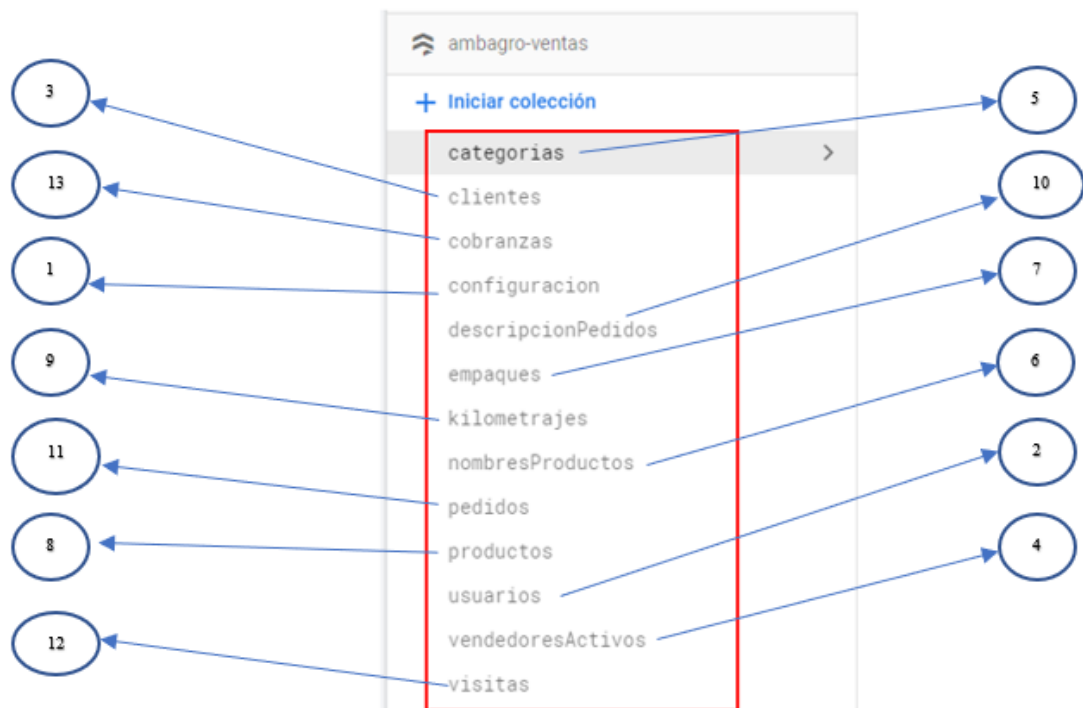 ambagro-ventas
+ Iniciar colección
3
categorias
5
13
clientes
10
cobranzas
1
configuracion
7
descripcionPedidos
9
empaques
6
kilometrajes
11
nombresProductos
2
pedidos
8
productos
4
usuarios
12
vendedoresActivos
visitas